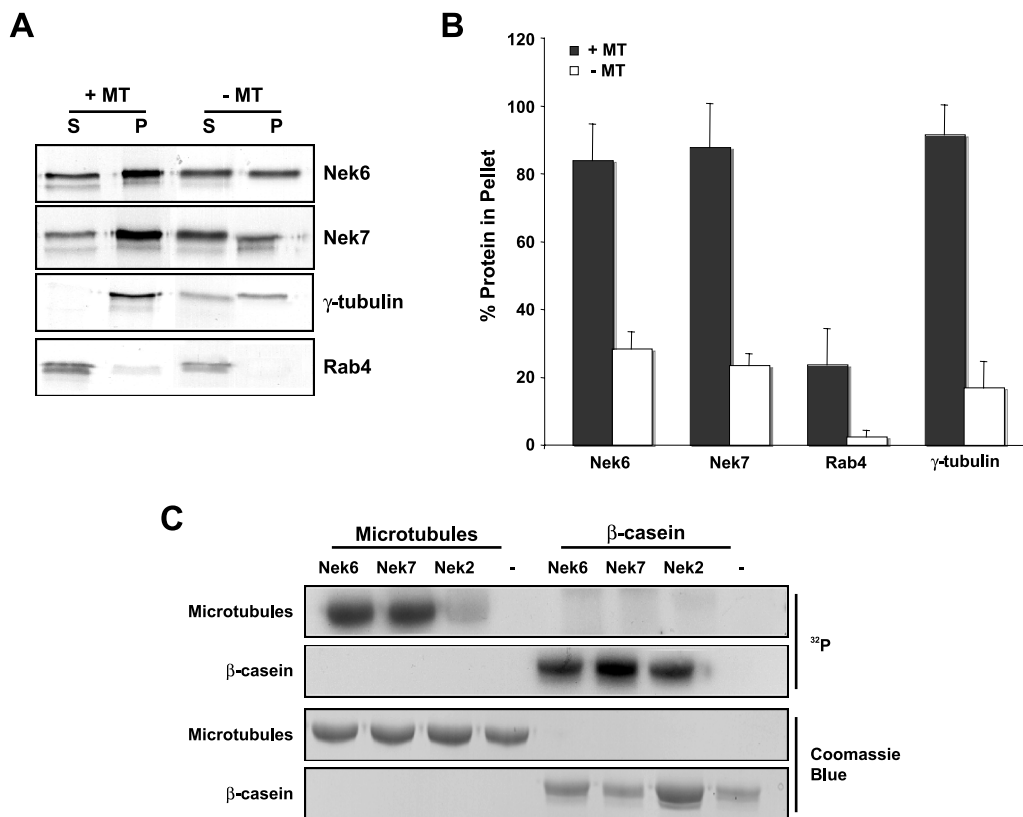 A
+ MT - MT
S P S P
Nek6
Nek7
γ-tubulin
Rab4
B
+ MT
- MT
% Protein in Pellet
120
100
80
60
40
20
0
Nek6 Nek7 Rab4 γ-tubulin
C
Microtubules β-casein
Nek6 Nek7 Nek2 - Nek6 Nek7 Nek2 -
Microtubules
β-casein
³²P
Microtubules
β-casein
Coomassie
Blue